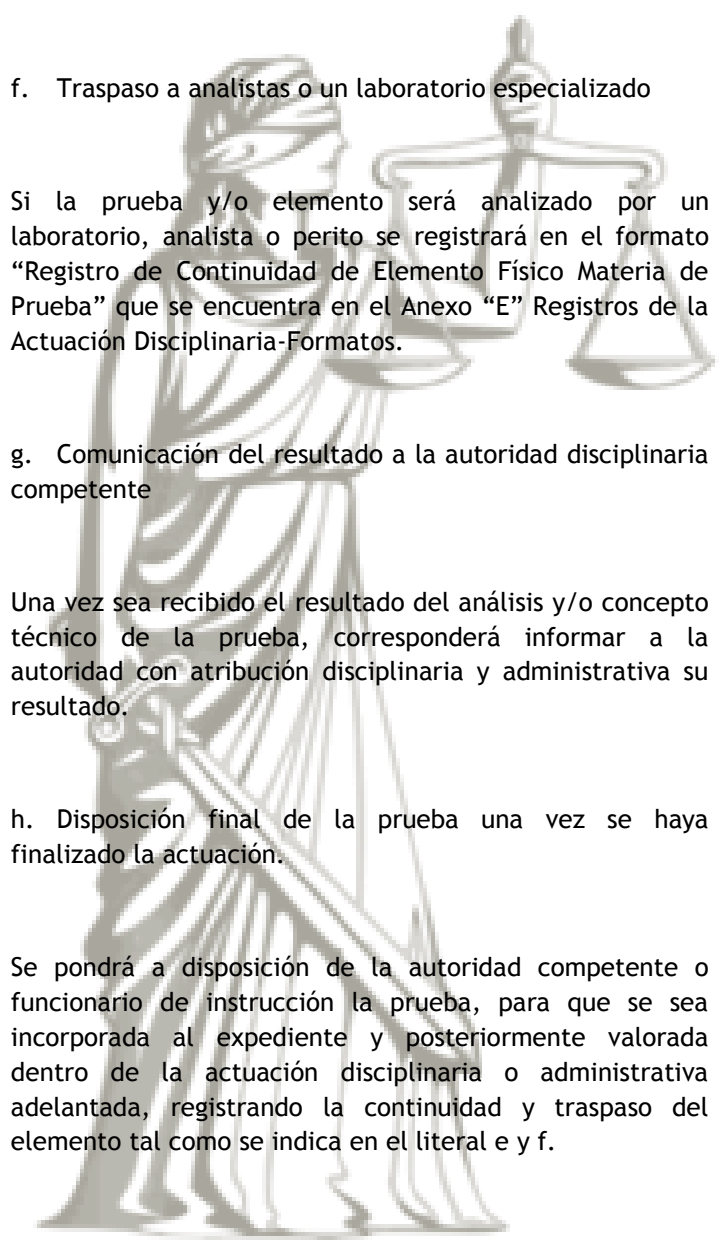 f. Traspaso a analistas o un laboratorio especializado
Si la prueba y/o elemento será analizado por un
laboratorio, analista o perito se registrará en el formato
“Registro de Continuidad de Elemento Físico Materia de
Prueba” que se encuentra en el Anexo “E” Registros de la
Actuación Disciplinaria-Formatos.
g. Comunicación del resultado a la autoridad disciplinaria
competente
Una vez sea recibido el resultado del análisis y/o concepto
técnico de la prueba, corresponderá informar a la
autoridad con atribución disciplinaria y administrativa su
resultado.
h. Disposición final de la prueba una vez se haya
finalizado la actuación.
Se pondrá a disposición de la autoridad competente o
funcionario de instrucción la prueba, para que se sea
incorporada al expediente y posteriormente valorada
dentro de la actuación disciplinaria o administrativa
adelantada, registrando la continuidad y traspaso del
elemento tal como se indica en el literal e y f.